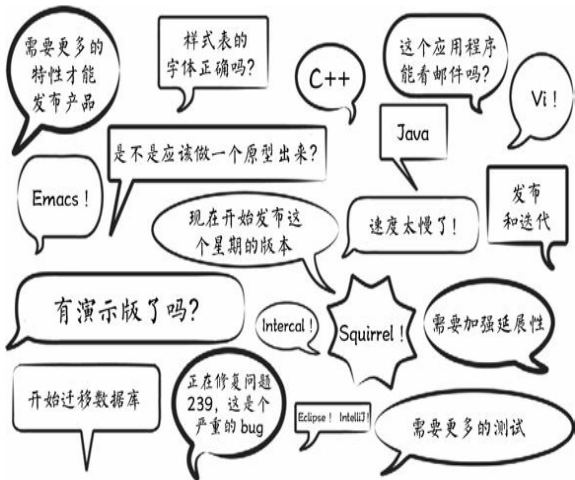 需要更多的
特性才能
发布产品
样式表的
字体正确吗？
C++
这个应用程序
能看邮件吗？
Vi！
Java
是不是应该做一个原型出来？
Emacs！
现在开始发布这
个星期的版本
速度太慢了！
发布
和迭代
有演示版了吗？
Intercal！
Squirrel！
需要加强延展性
开始迁移数据库
正在修复问题
239，这是个
严重的 bug
Eclipse！ IntelliJ！
需要更多的测试